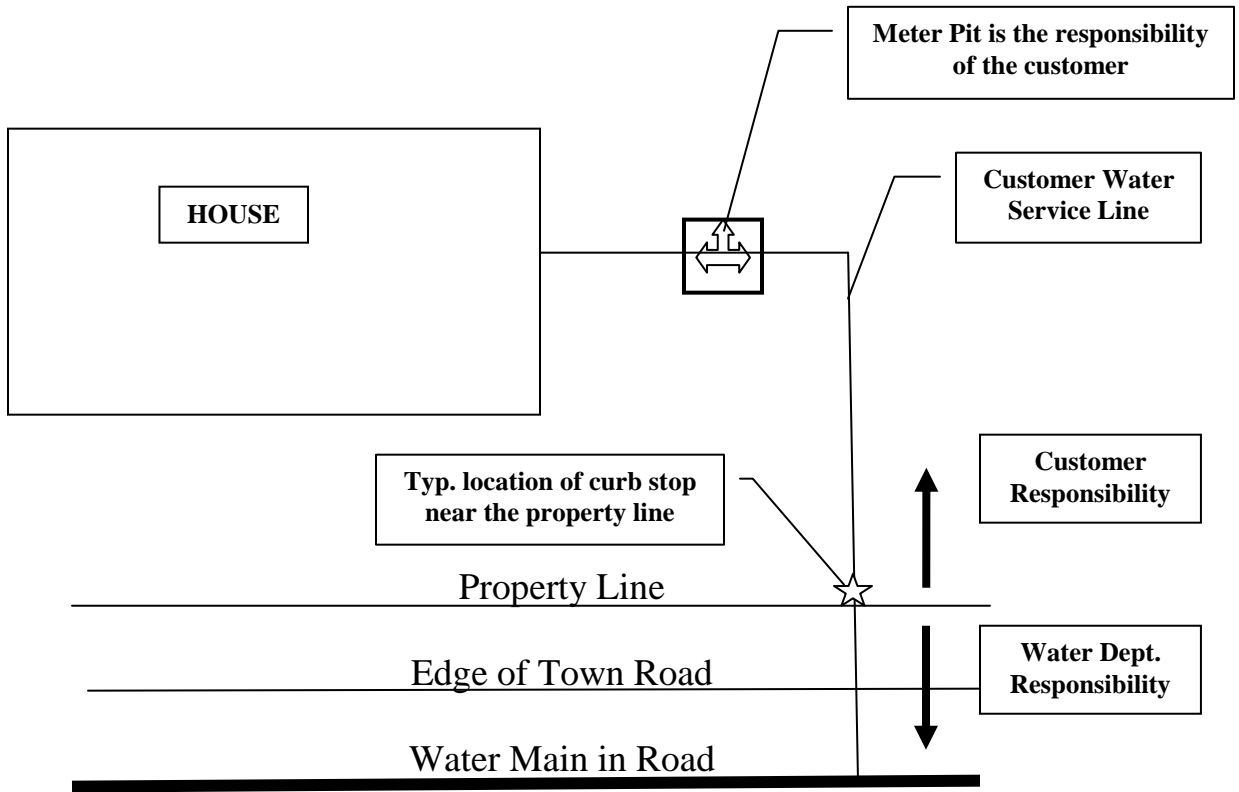 Meter Pit is the responsibility
of the customer
HOUSE
Customer Water
Service Line
Typ. location of curb stop
near the property line
Customer
Responsibility
Property Line
Edge of Town Road
Water Dept.
Responsibility
Water Main in Road